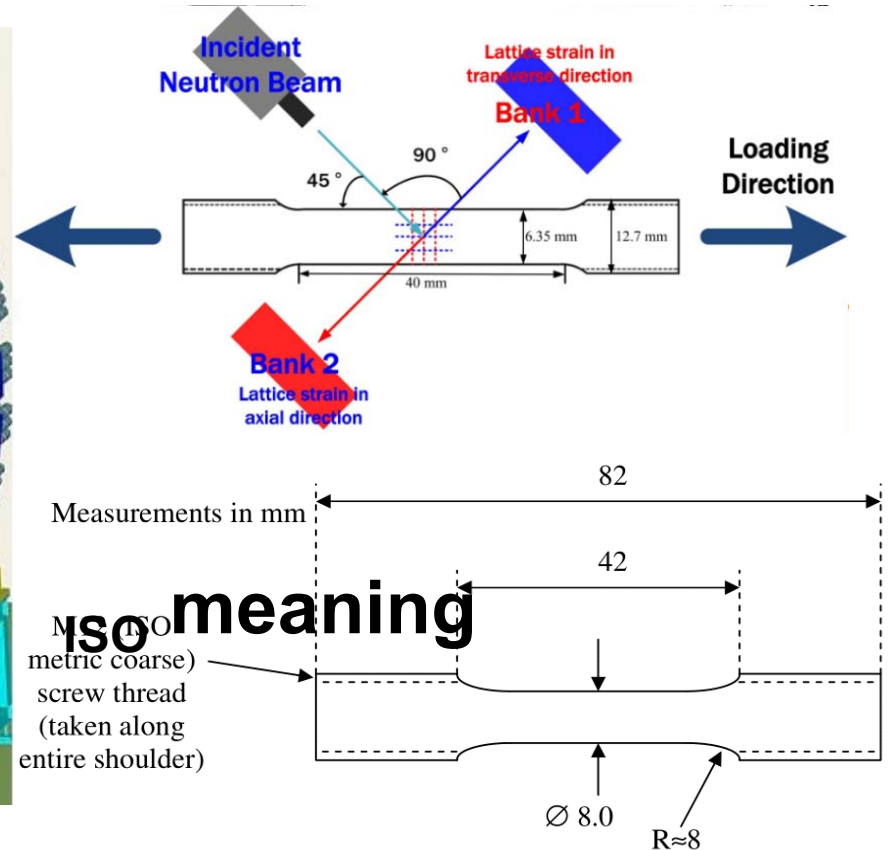 Incident
Neutron Beam
Lattice strain in
transverse direction
Bank 1
90 °
45 °
Loading
Direction
6.35 mm
12.7 mm
40 mm
Bank 2
Lattice strain in
axial direction
82
Measurements in mm
42
ISO meaning
(ISO
metric coarse)
screw thread
(taken along
entire shoulder)
Ø 8.0
R≈8